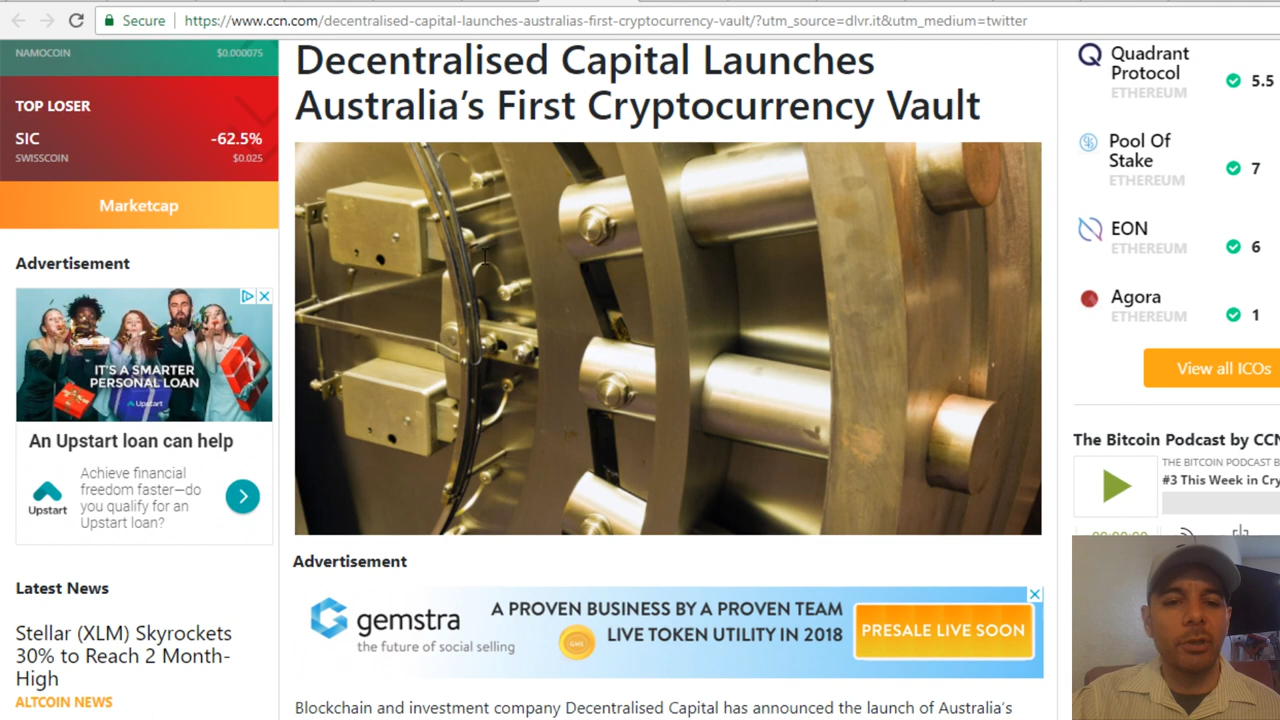 Secure
https://www.ccn.com/decentralised-capital-launches-australias-first-cryptocurrency-vault/?utm_source=dlvr.it&utm_medium=twitter
NAMOCOIN $0.000075
TOP LOSER
SIC -62.5%
SWISSCOIN $0.025
Marketcap
Advertisement
IT'S A SMARTER
PERSONAL LOAN
Upstart
An Upstart loan can help
Upstart
Achieve financial
freedom faster—do
you qualify for an
Upstart loan?
Latest News
Stellar (XLM) Skyrockets
30% to Reach 2 Month-
High
ALTCOIN NEWS
Decentralised Capital Launches
Australia's First Cryptocurrency Vault
Advertisement
gemstra
the future of social selling
A PROVEN BUSINESS BY A PROVEN TEAM
LIVE TOKEN UTILITY IN 2018
PRESALE LIVE SOON
Blockchain and investment company Decentralised Capital has announced the launch of Australia's
Quadrant
Protocol
ETHEREUM
5.5
Pool Of
Stake
ETHEREUM
7
EON
ETHEREUM
6
Agora
ETHEREUM
1
View all ICOs
The Bitcoin Podcast by CCN
THE BITCOIN PODCAST B
#3 This Week in Cry